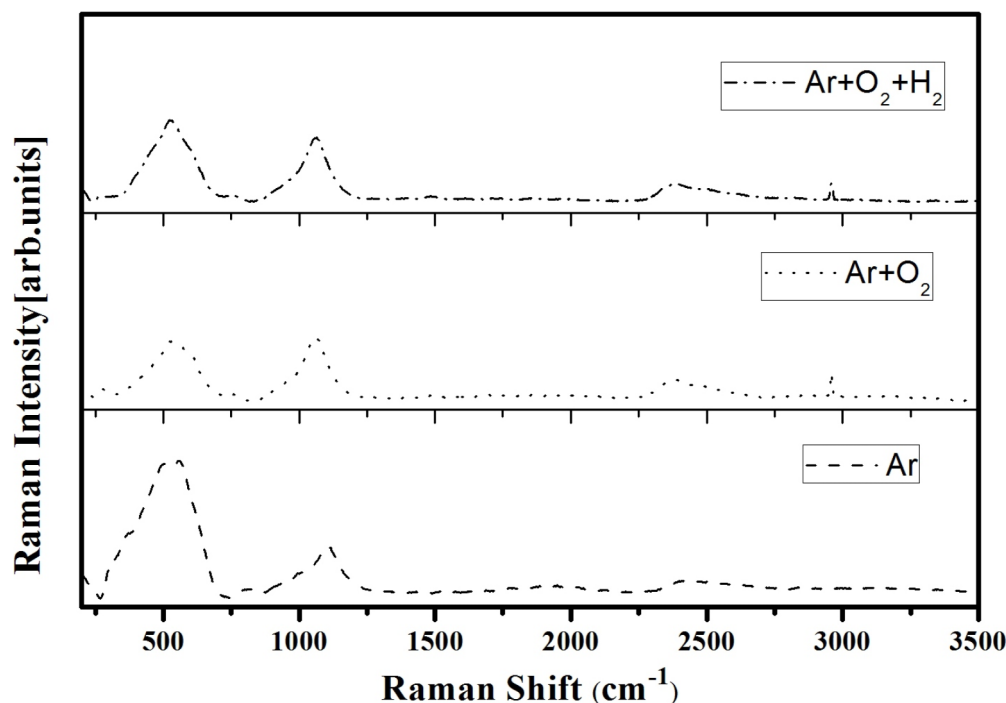 Raman Intensity[arb.units]
Ar+O₂+H₂
Ar+O₂
Ar
500 1000 1500 2000 2500 3000 3500
Raman Shift (cm⁻¹)